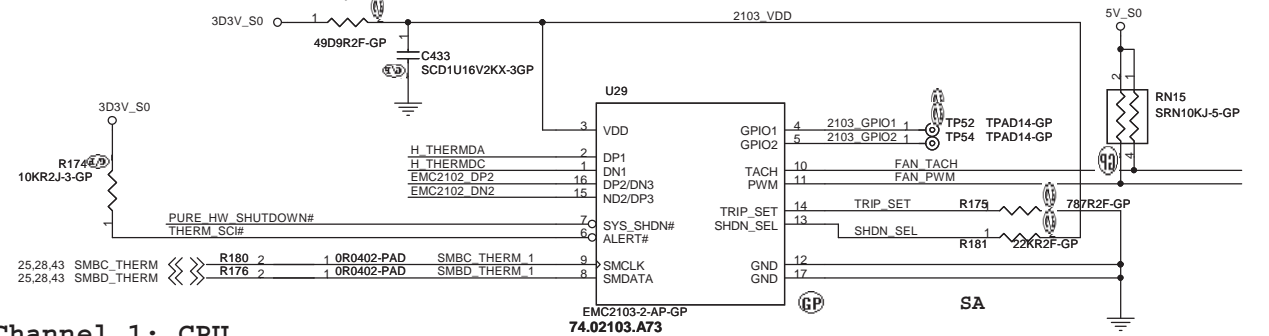 3D3V_S0 1 2103_VDD 5V_S0
49D9R2F-GP
1 C433
SCD1U16V2KX-3GP
3D3V_S0
2 1
U29
RN15
SRN10KJ-5-GP
3 VDD
GPIO1 4 2103_GPIO1 1 TP52 TPAD14-GP
GPIO2 5 2103_GPIO2 1 TP54 TPAD14-GP
R174
10KR2J-3-GP
H_THERMDA 2 DP1
H_THERMDC 1 DN1
EMC2102_DP2 16 DP2/DN3
EMC2102_DN2 15 ND2/DP3
TACH 10 FAN_TACH
PWM 11 FAN_PWM
3 4
TRIP_SET 14 TRIP_SET R175 1 787R2F-GP
SHDN_SEL 13 SHDN_SEL R181 1 22KR2F-GP
PURE_HW_SHUTDOWN# 7 SYS_SHDN#
1 THERM_SCI# 6 ALERT#
25,28,43 SMBC_THERM R180 2 1 0R0402-PAD SMBC_THERM_1 9 SMCLK
25,28,43 SMBD_THERM R176 2 1 0R0402-PAD SMBD_THERM_1 8 SMDATA
GND 12
GND 17
GP SA
EMC2103-2-AP-GP
74.02103.A73